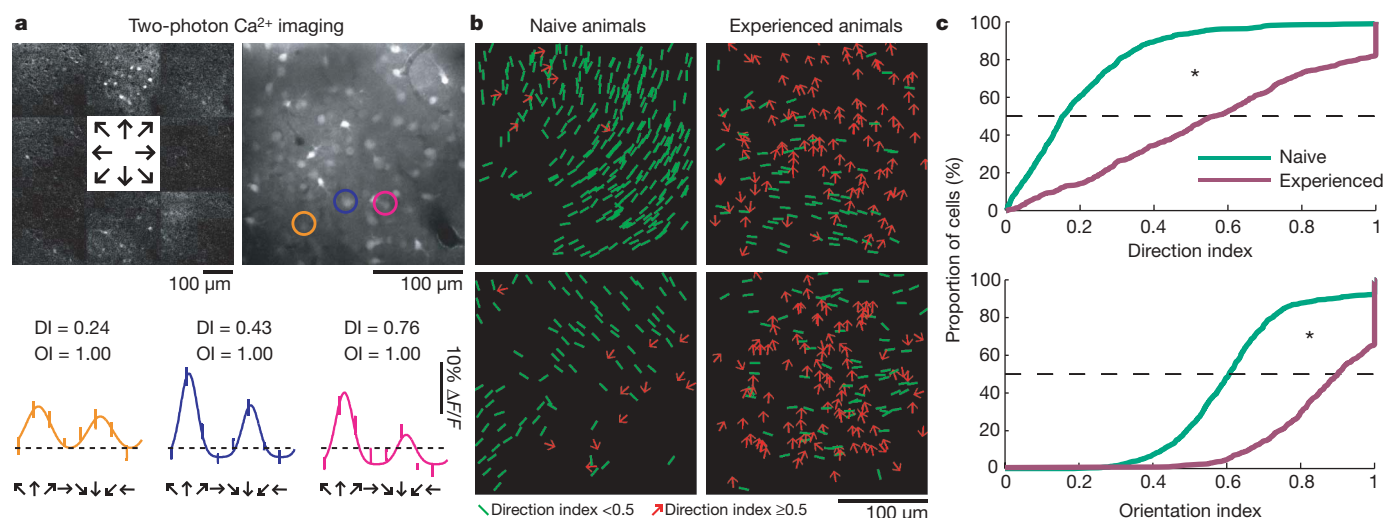 a
Two-photon Ca²⁺ imaging
100 µm
100 µm
DI = 0.24
OI = 1.00
DI = 0.43
OI = 1.00
DI = 0.76
OI = 1.00
10% ΔF/F
b
Naive animals
Experienced animals
Direction index <0.5
Direction index ≥0.5
100 µm
c
Proportion of cells (%)
100
80
60
40
20
0
*
Naive
Experienced
0
0.2
0.4
0.6
0.8
1
Direction index
100
80
60
40
20
0
*
0
0.2
0.4
0.6
0.8
1
Orientation index